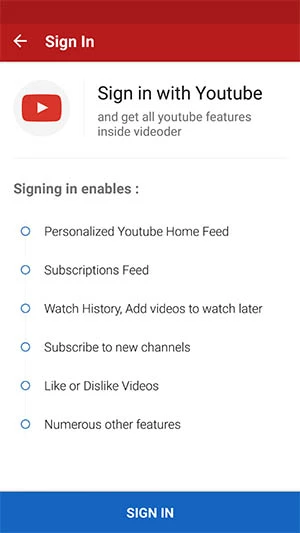 Sign In
Sign in with Youtube
and get all youtube features
inside videoder
Signing in enables :
Personalized Youtube Home Feed
Subscriptions Feed
Watch History, Add videos to watch later
Subscribe to new channels
Like or Dislike Videos
Numerous other features
SIGN IN